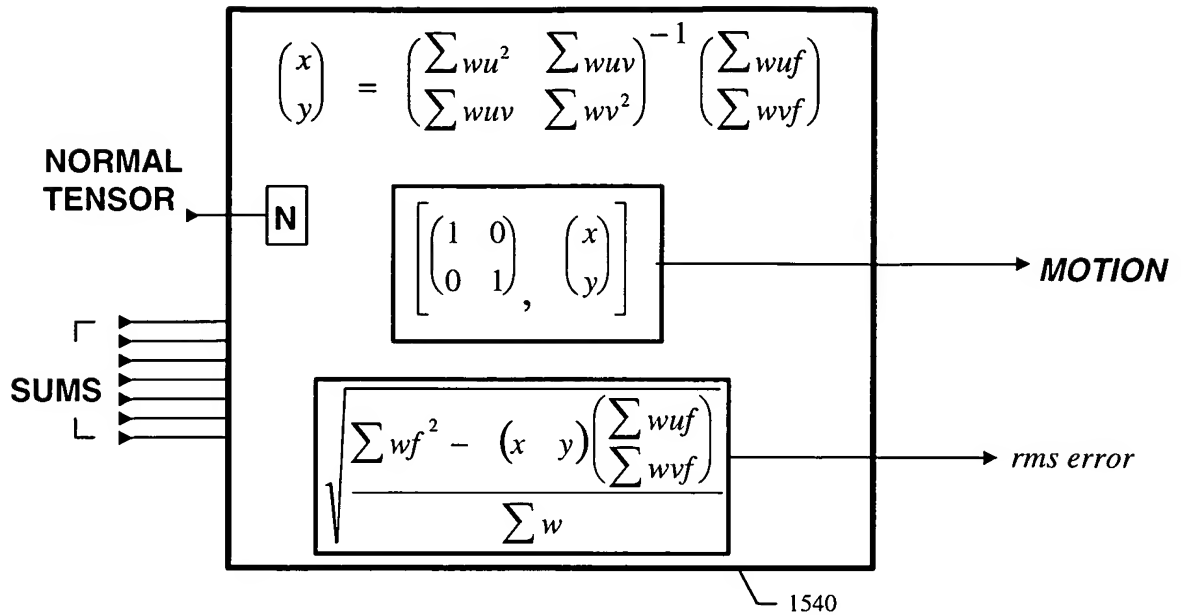 (x y) = (∑wu² ∑wuv ∑wuv ∑wv²)⁻¹ (∑wuf ∑wvf)
NORMAL
TENSOR
N
[(1 0 0 1), (x y)]
MOTION
SUMS
√((∑wf² − (x y)(∑wuf ∑wvf)) / ∑w)
rms error
1540